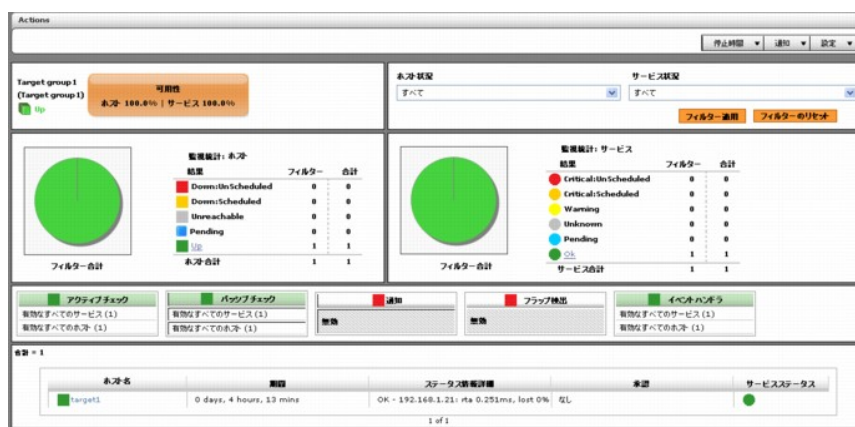 Actions
停止時間 通知 設定
Target group1
(Target group1)
Up
可用性
ホスト 100.0% | サービス 100.0%
ホスト状況
すべて
サービス状況
すべて
フィルター適用 フィルターのリセット
監視統計: ホスト
結果 フィルター 合計
Down:UnScheduled 0 0
Down:Scheduled 0 0
Unreachable 0 0
Pending 0 0
Up 1 1
ホスト合計 1 1
フィルター合計
監視統計: サービス
結果 フィルター 合計
Critical:UnScheduled 0 0
Critical:Scheduled 0 0
Warning 0 0
Unknown 0 0
Pending 0 0
Ok 1 1
サービス合計 1 1
フィルター合計
アクティブチェック
有効なすべてのサービス (1)
有効なすべてのホスト (1)
パッシブチェック
有効なすべてのサービス (1)
有効なすべてのホスト (1)
通知
無効
フラップ検出
無効
イベントハンドラ
有効なすべてのサービス (1)
有効なすべてのホスト (1)
合計 = 1
ホスト名 期間 ステータス情報詳細 承認 サービスステータス
target1 0 days, 4 hours, 13 mins OK - 192.168.1.21: rta 0.251ms, lost 0% なし
1 of 1